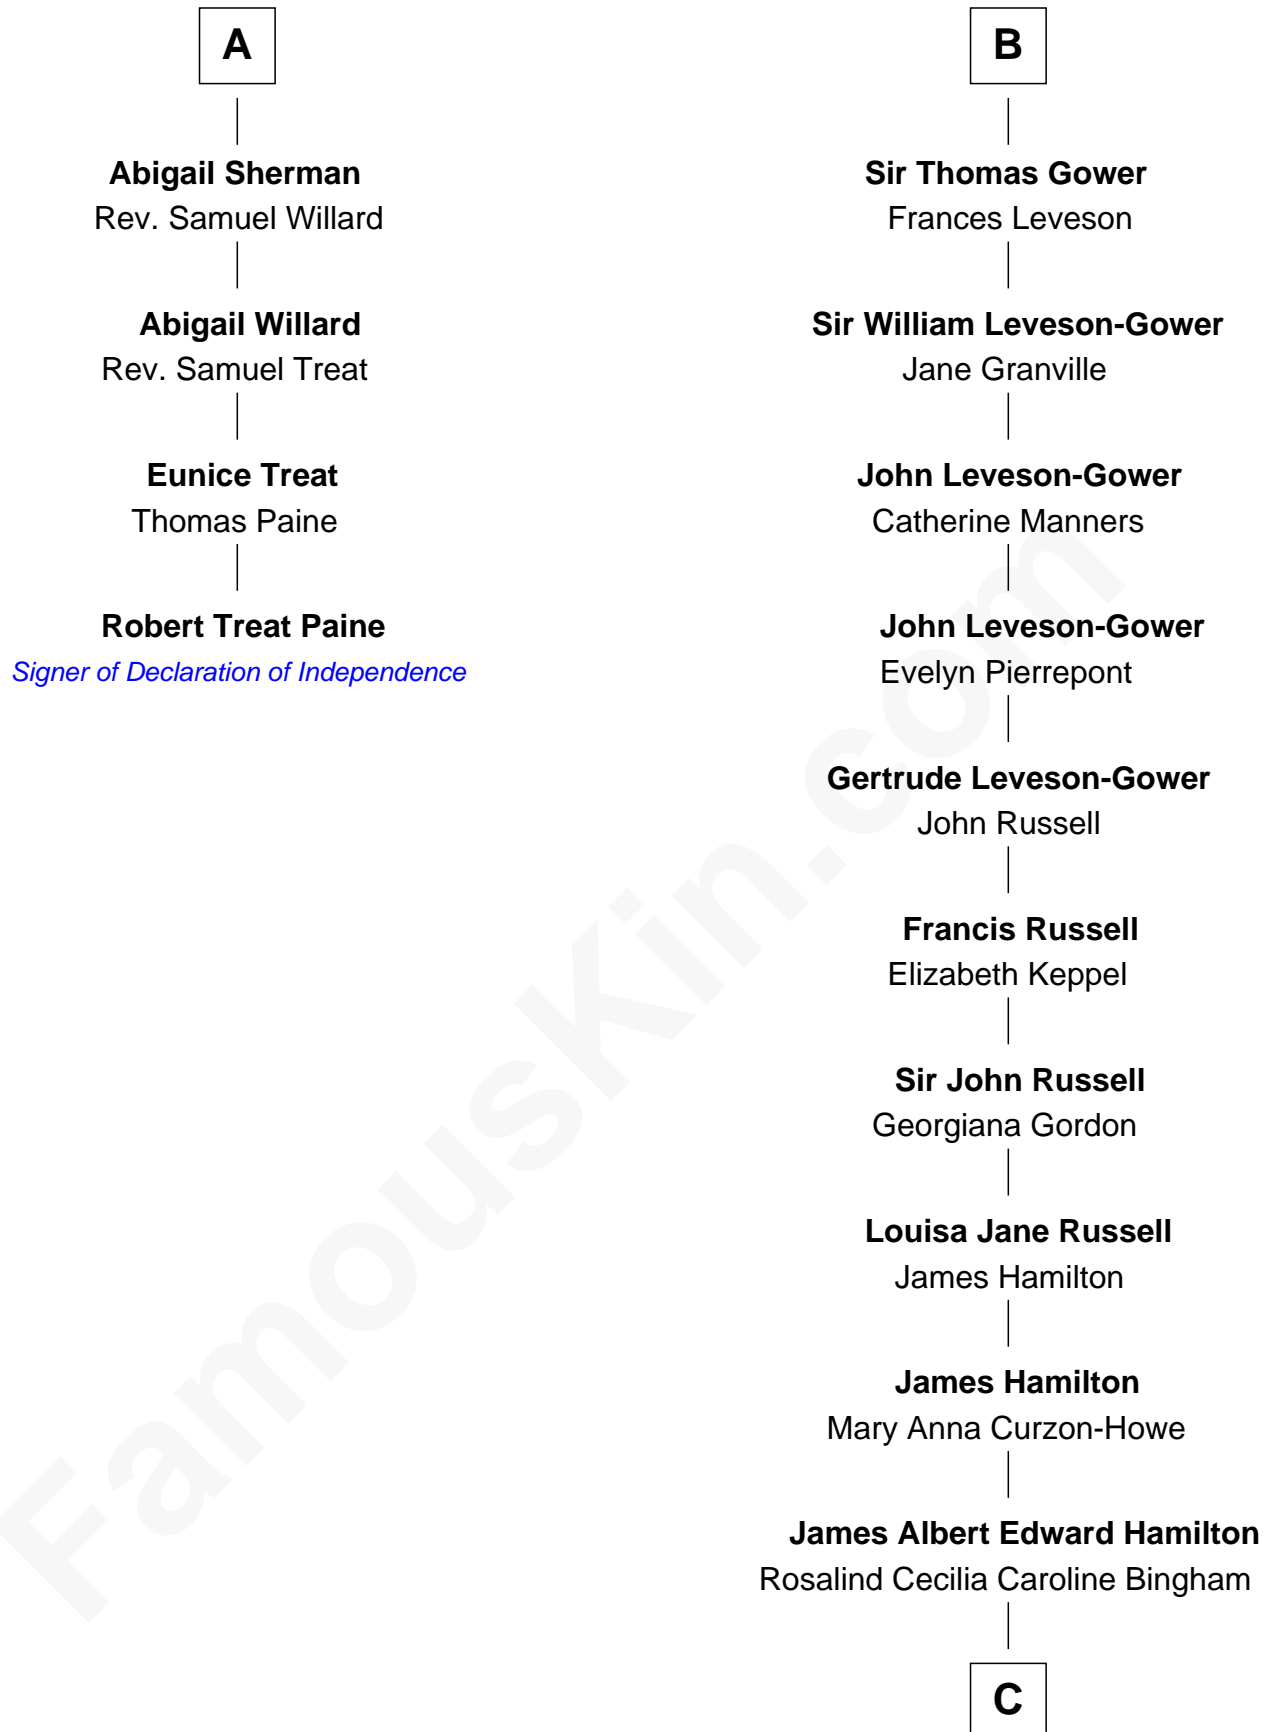 A
Abigail Sherman
Rev. Samuel Willard
Abigail Willard
Rev. Samuel Treat
Eunice Treat
Thomas Paine
Robert Treat Paine
Signer of Declaration of Independence
B
Sir Thomas Gower
Frances Leveson
Sir William Leveson-Gower
Jane Granville
John Leveson-Gower
Catherine Manners
John Leveson-Gower
Evelyn Pierrepont
Gertrude Leveson-Gower
John Russell
Francis Russell
Elizabeth Keppel
Sir John Russell
Georgiana Gordon
Louisa Jane Russell
James Hamilton
James Hamilton
Mary Anna Curzon-Howe
James Albert Edward Hamilton
Rosalind Cecilia Caroline Bingham
C
FamousKin.com